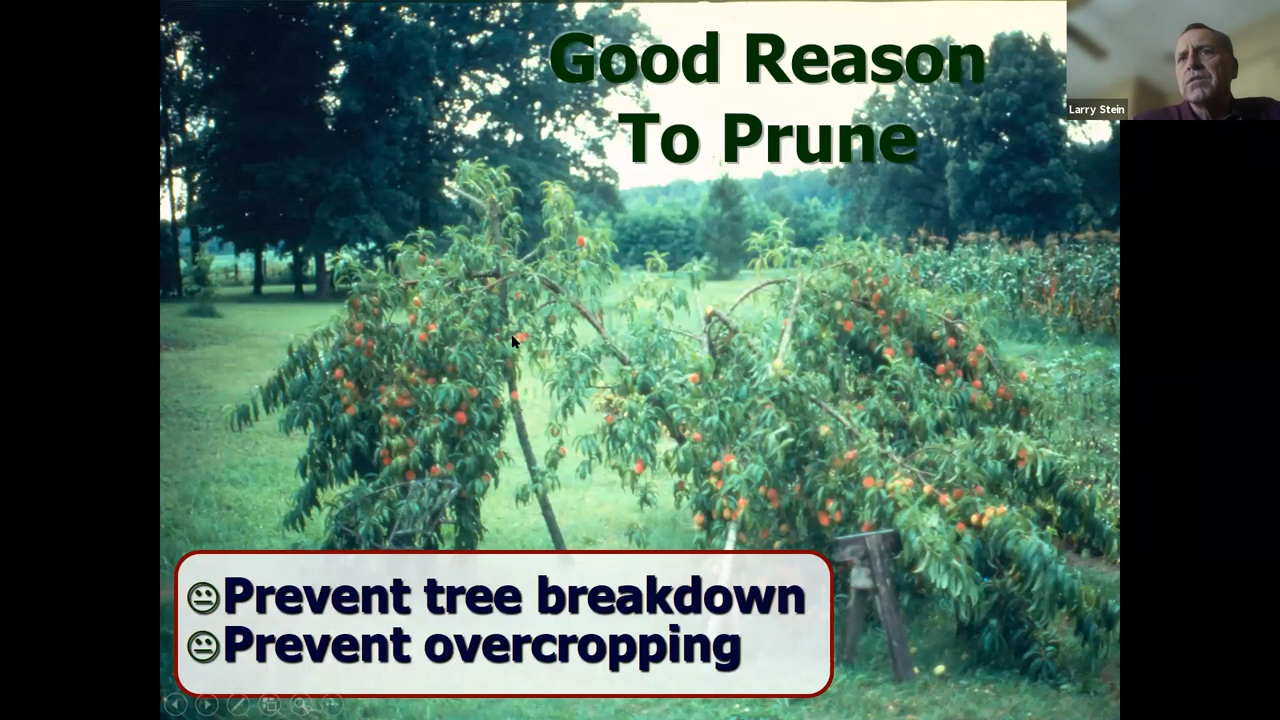 Good Reason
To Prune
Larry Stein
Prevent tree breakdown
Prevent overcropping